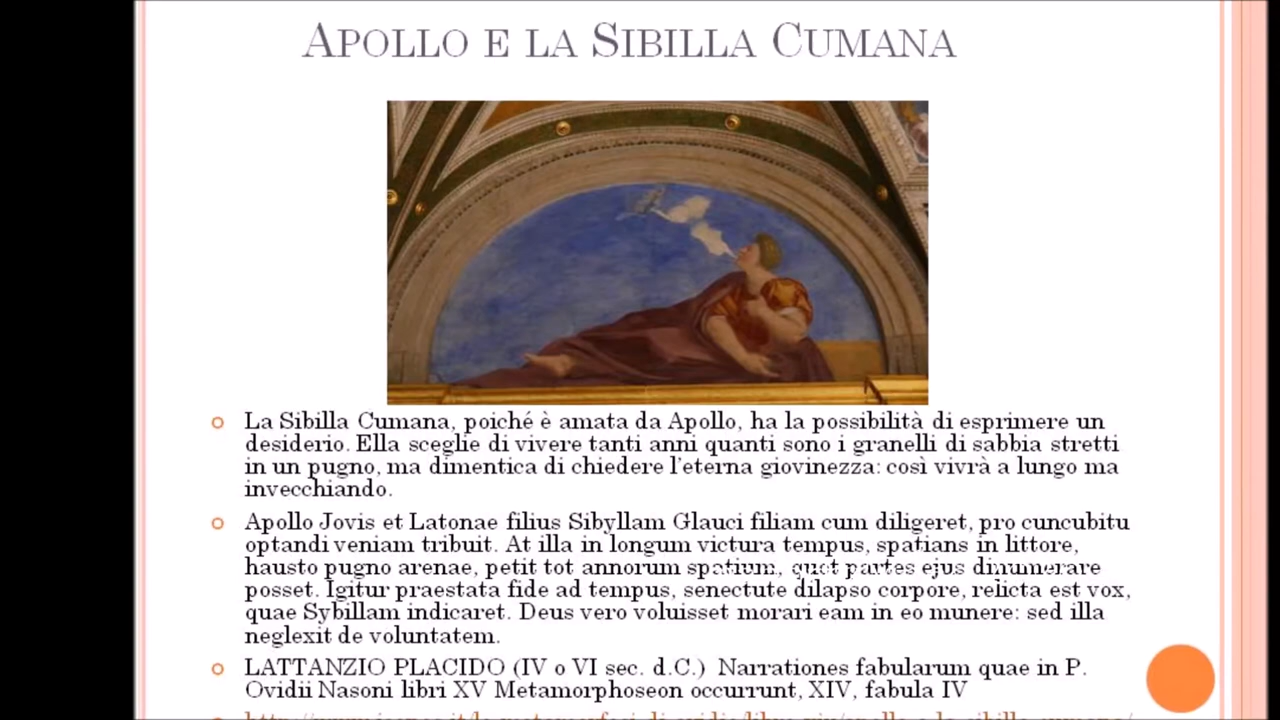 APOLLO E LA SIBILLA CUMANA
La Sibilla Cumana, poiché è amata da Apollo, ha la possibilità di esprimere un
desiderio. Ella sceglie di vivere tanti anni quanti sono i granelli di sabbia stretti
in un pugno, ma dimentica di chiedere l'eterna giovinezza: così vivrà a lungo ma
invecchiando.
Apollo Jovis et Latonae filius Sibyllam Glauci filiam cum diligeret, pro cuncubitu
optandi veniam tribuit. At illa in longum victura tempus, spatians in littore,
hausto pugno arenae, petit tot annorum spatium, quot partes ejus dinumerare
posset. Igitur praestata fide ad tempus, senectute dilapso corpore, relicta est vox,
quae Sybillam indicaret. Deus vero voluisset morari eam in eo munere: sed illa
neglexit de voluntatem.
LATTANZIO PLACIDO (IV o VI sec. d.C.) Narrationes fabularum quae in P.
Ovidii Nasoni libri XV Metamorphoseon occurrunt, XIV, fabula IV